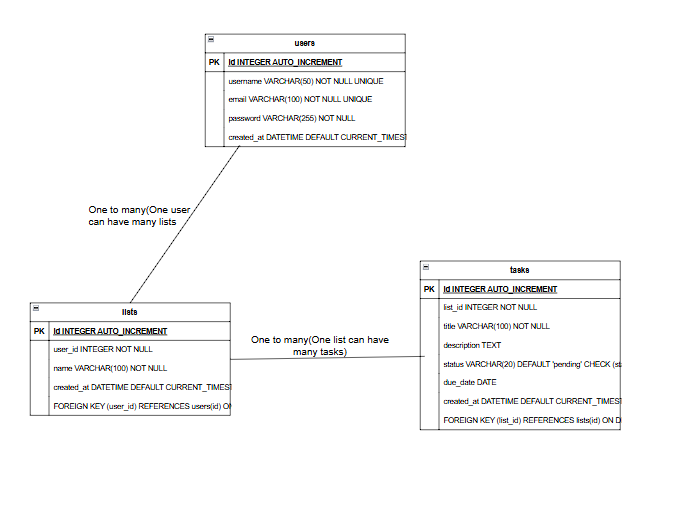 users
PK id INTEGER AUTO_INCREMENT
username VARCHAR(50) NOT NULL UNIQUE
email VARCHAR(100) NOT NULL UNIQUE
password VARCHAR(255) NOT NULL
created_at DATETIME DEFAULT CURRENT_TIMEST
One to many(One user
can have many lists
lists
PK id INTEGER AUTO_INCREMENT
user_id INTEGER NOT NULL
name VARCHAR(100) NOT NULL
created_at DATETIME DEFAULT CURRENT_TIMEST
FOREIGN KEY (user_id) REFERENCES users(id) ON
One to many(One list can have
many tasks)
tasks
PK id INTEGER AUTO_INCREMENT
list_id INTEGER NOT NULL
title VARCHAR(100) NOT NULL
description TEXT
status VARCHAR(20) DEFAULT 'pending' CHECK (sta
due_date DATE
created_at DATETIME DEFAULT CURRENT_TIMEST
FOREIGN KEY (list_id) REFERENCES lists(id) ON D